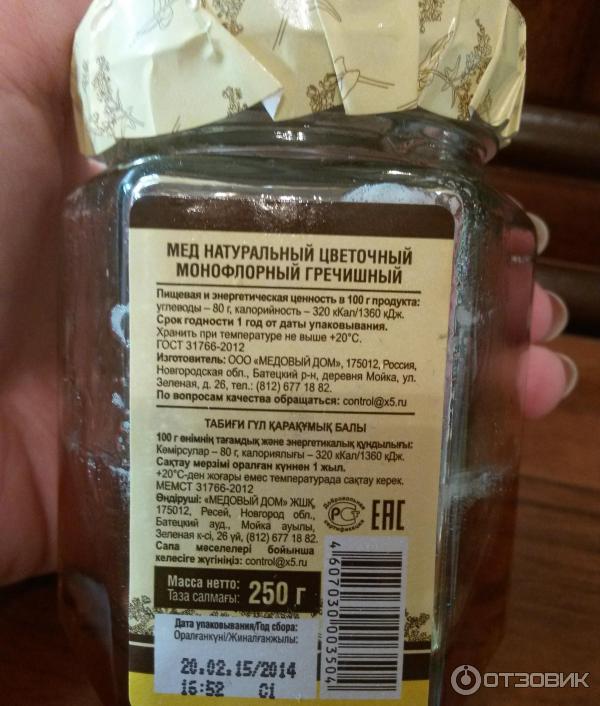 МЕД НАТУРАЛЬНЫЙ ЦВЕТОЧНЫЙ
МОНОФЛОРНЫЙ ГРЕЧИШНЫЙ
Пищевая и энергетическая ценность в 100 г продукта:
углеводы – 80 г, калорийность – 320 кКал/1360 кДж.
Срок годности 1 год от даты упаковывания.
Хранить при температуре не выше +20°С.
ГОСТ 31766-2012
Изготовитель: ООО «МЕДОВЫЙ ДОМ», 175012, Россия,
Новгородская обл., Батецкий р-н, деревня Мойка, ул.
Зеленая, д. 26, тел.: (812) 677 18 82.
По вопросам качества обращаться: control@x5.ru
ТАБИҒИ ГҮЛ ҚАРАҚҰМЫҚ БАЛЫ
100 г өнімнің тағамдық және энергетикалық құндылығы:
Көмірсулар – 80 г, калориялығы – 320 кКал/1360 кДж.
Сақтау мерзімі оралған күннен 1 жыл.
+20°С-ден жоғары емес температурада сақтау керек.
МЕМСТ 31766-2012
Өндіруші: «МЕДОВЫЙ ДОМ» ЖШҚ,
175012, Ресей, Новгород обл.,
Батецкий ауд., Мойка ауылы,
Зеленая к-сі, 26 үй, (812) 677 18 82.
Сапа мәселелері бойынша
келесіге жүгініңіз: control@x5.ru
Добровольная
РС
сертификация
ЕАС
Масса нетто:
Таза салмағы:
250 г
4607030003504
Дата упаковывания/Год сбора:
Оралғанкүні/Жиналғанжылы:
20.02.15/2014
16:52 С1
ОТЗОВИК